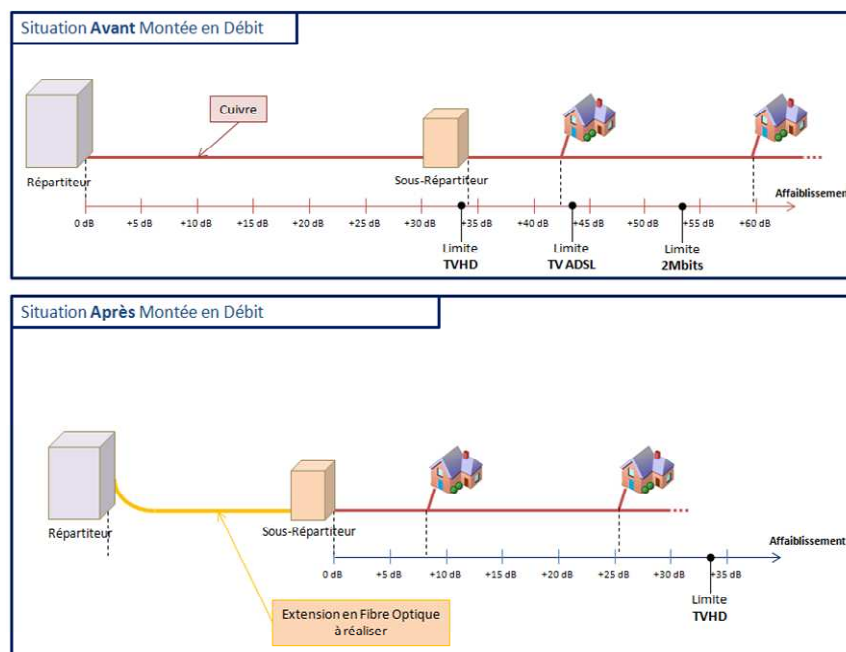 Situation Avant Montée en Débit
Cuivre
Répartiteur
Sous-Répartiteur
Affaiblissement
0 dB +5 dB +10 dB +15 dB +20 dB +25 dB +30 dB +35 dB +40 dB +45 dB +50 dB +55 dB +60 dB
Limite Limite Limite
TVHD TV ADSL 2Mbits
Situation Après Montée en Débit
Répartiteur
Sous-Répartiteur
Affaiblissement
0 dB +5 dB +10 dB +15 dB +20 dB +25 dB +30 dB +35 dB
Limite
TVHD
Extension en Fibre Optique
à réaliser